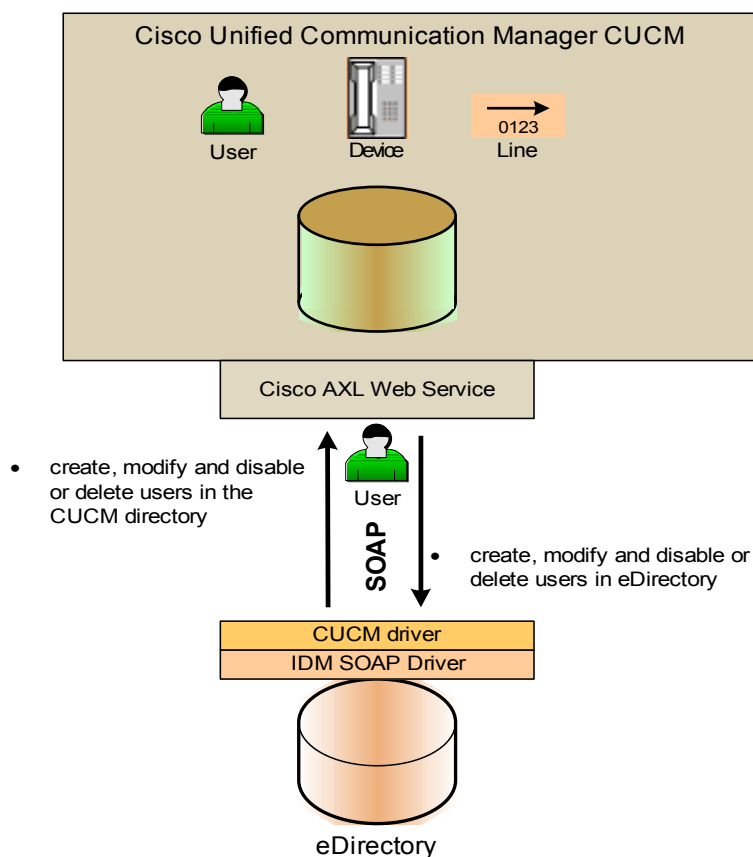 Cisco Unified Communication Manager CUCM
User
Device
0123
Line
Cisco AXL Web Service
• create, modify and disable
or delete users in the
CUCM directory
User
SOAP
• create, modify and disable or
delete users in eDirectory
CUCM driver
IDM SOAP Driver
eDirectory